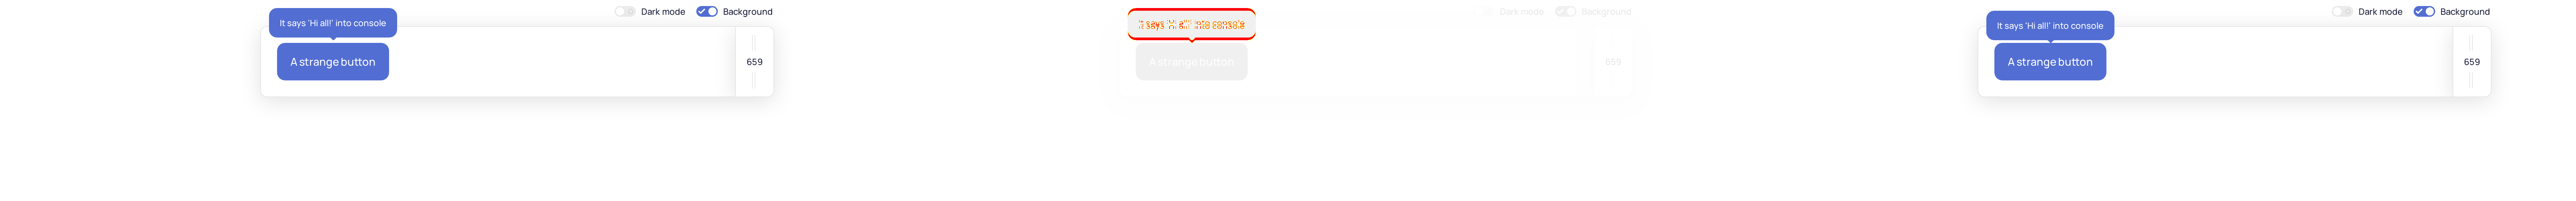 Dark mode Background
It says 'Hi all!' into console
A strange button
659
Dark mode Background
It says 'Hi all!' into console
A strange button
659
Dark mode Background
It says 'Hi all!' into console
A strange button
659